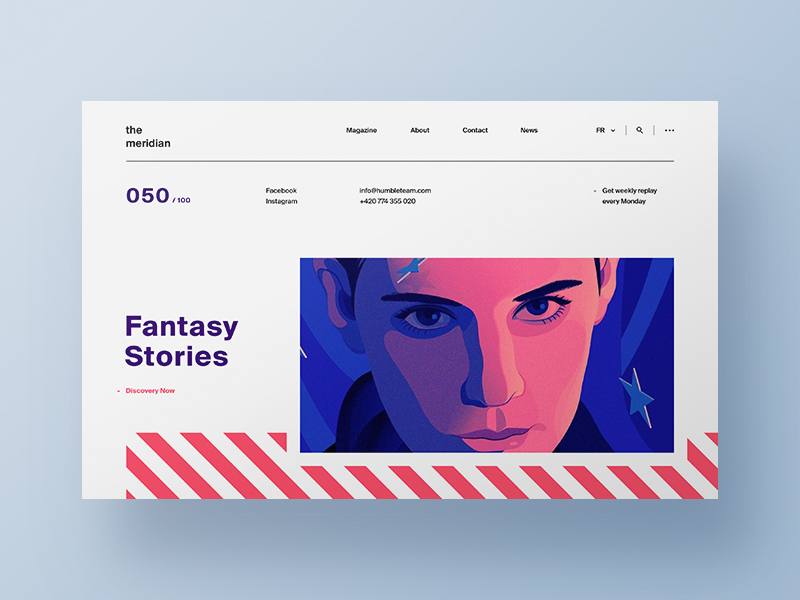 the
meridian
Magazine
About
Contact
News
FR
050 / 100
Facebook
Instagram
info@humbleteam.com
+420 774 355 020
- Get weekly replay
every Monday
Fantasy
Stories
- Discovery Now